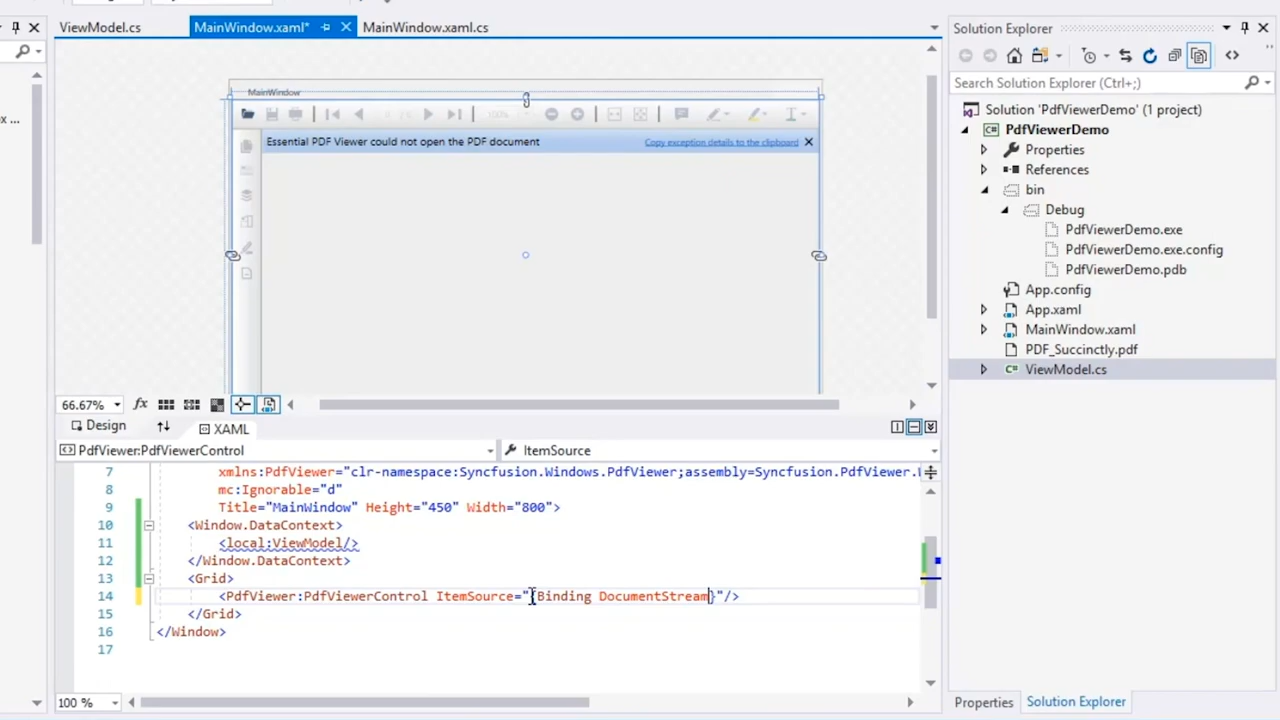 ViewModel.cs
MainWindow.xaml*
MainWindow.xaml.cs
MainWindow
100%
Essential PDF Viewer could not open the PDF document
Copy exception details to the clipboard
66.67%
fx
Design
XAML
PdfViewer:PdfViewerControl
ItemSource
7 xmlns:PdfViewer="clr-namespace:Syncfusion.Windows.PdfViewer;assembly=Syncfusion.PdfViewer.
8 mc:Ignorable="d"
9 Title="MainWindow" Height="450" Width="800">
10 <Window.DataContext>
11 <local:ViewModel/>
12 </Window.DataContext>
13 <Grid>
14 <PdfViewer:PdfViewerControl ItemSource="{Binding DocumentStream}"/>
15 </Grid>
16 </Window>
17
100 %
Solution Explorer
Search Solution Explorer (Ctrl+;)
Solution 'PdfViewerDemo' (1 project)
PdfViewerDemo
Properties
References
bin
Debug
PdfViewerDemo.exe
PdfViewerDemo.exe.config
PdfViewerDemo.pdb
App.config
App.xaml
MainWindow.xaml
PDF_Succinctly.pdf
ViewModel.cs
Properties
Solution Explorer